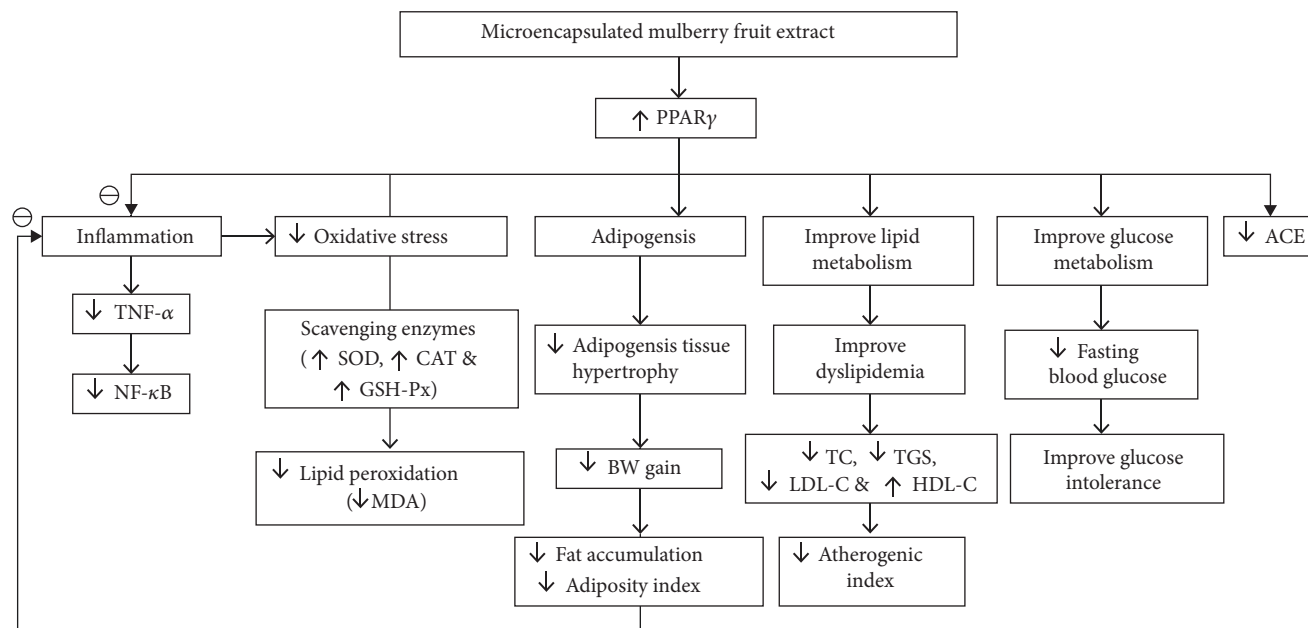 Microencapsulated mulberry fruit extract
↑ PPARγ
⊖
⊖
Inflammation
↓ TNF-α
↓ NF-κB
↓ Oxidative stress
Scavenging enzymes
(↑ SOD, ↑ CAT &
↑ GSH-Px)
↓ Lipid peroxidation
(↓MDA)
Adipogensis
↓ Adipogensis tissue
hypertrophy
↓ BW gain
↓ Fat accumulation
↓ Adiposity index
Improve lipid
metabolism
Improve
dyslipidemia
↓ TC, ↓ TGS,
↓ LDL-C & ↑ HDL-C
↓ Atherogenic
index
Improve glucose
metabolism
↓ Fasting
blood glucose
Improve glucose
intolerance
↓ ACE